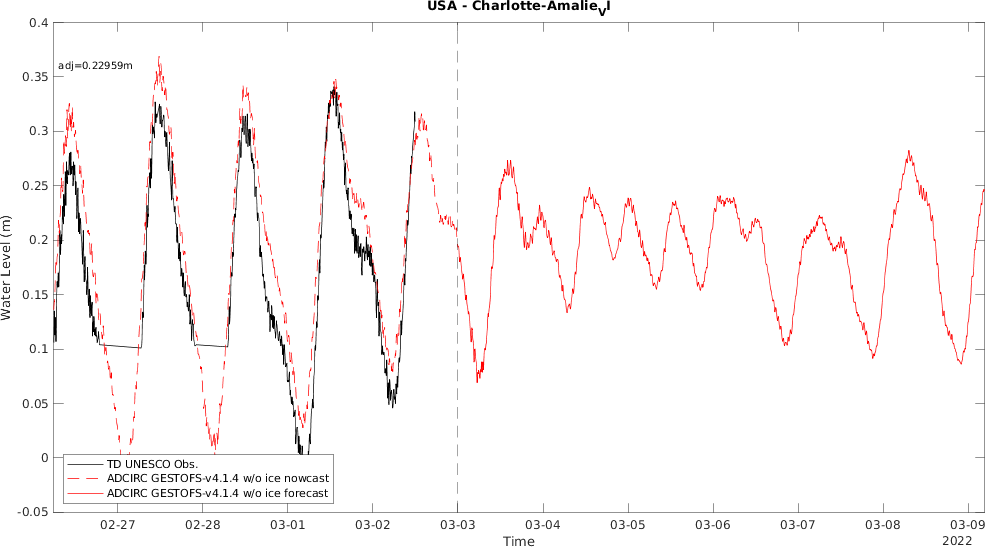 USA - Charlotte-Amalie_VI
adj=0.22959m
0.4
0.35
0.3
0.25
0.2
0.15
0.1
0.05
0
-0.05
Water Level (m)
TD UNESCO Obs.
ADCIRC GESTOFS-v4.1.4 w/o ice nowcast
ADCIRC GESTOFS-v4.1.4 w/o ice forecast
02-27 02-28 03-01 03-02 03-03 03-04 03-05 03-06 03-07 03-08 03-09
Time
2022